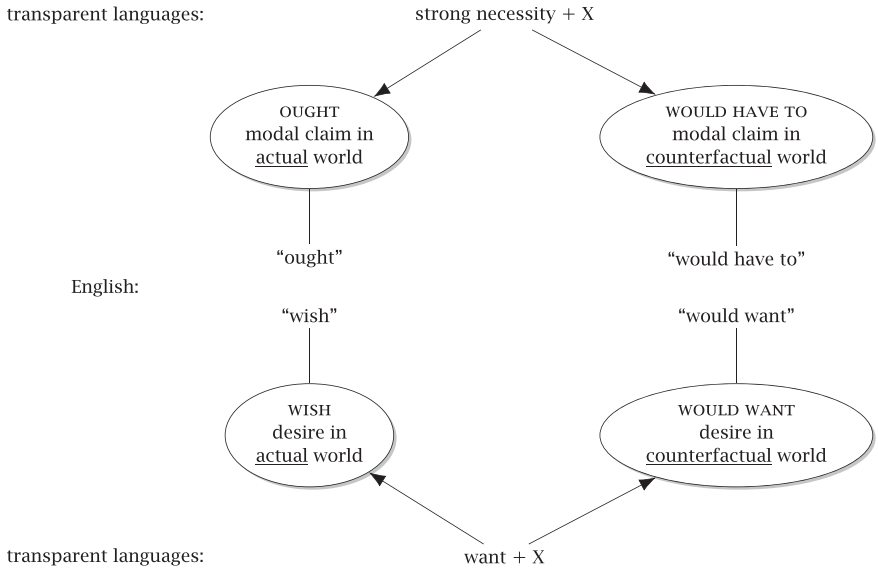 transparent languages: strong necessity + X
OUGHT
modal claim in
actual world
WOULD HAVE TO
modal claim in
counterfactual world
“ought” “would have to”
English:
“wish” “would want”
WISH
desire in
actual world
WOULD WANT
desire in
counterfactual world
transparent languages: want + X